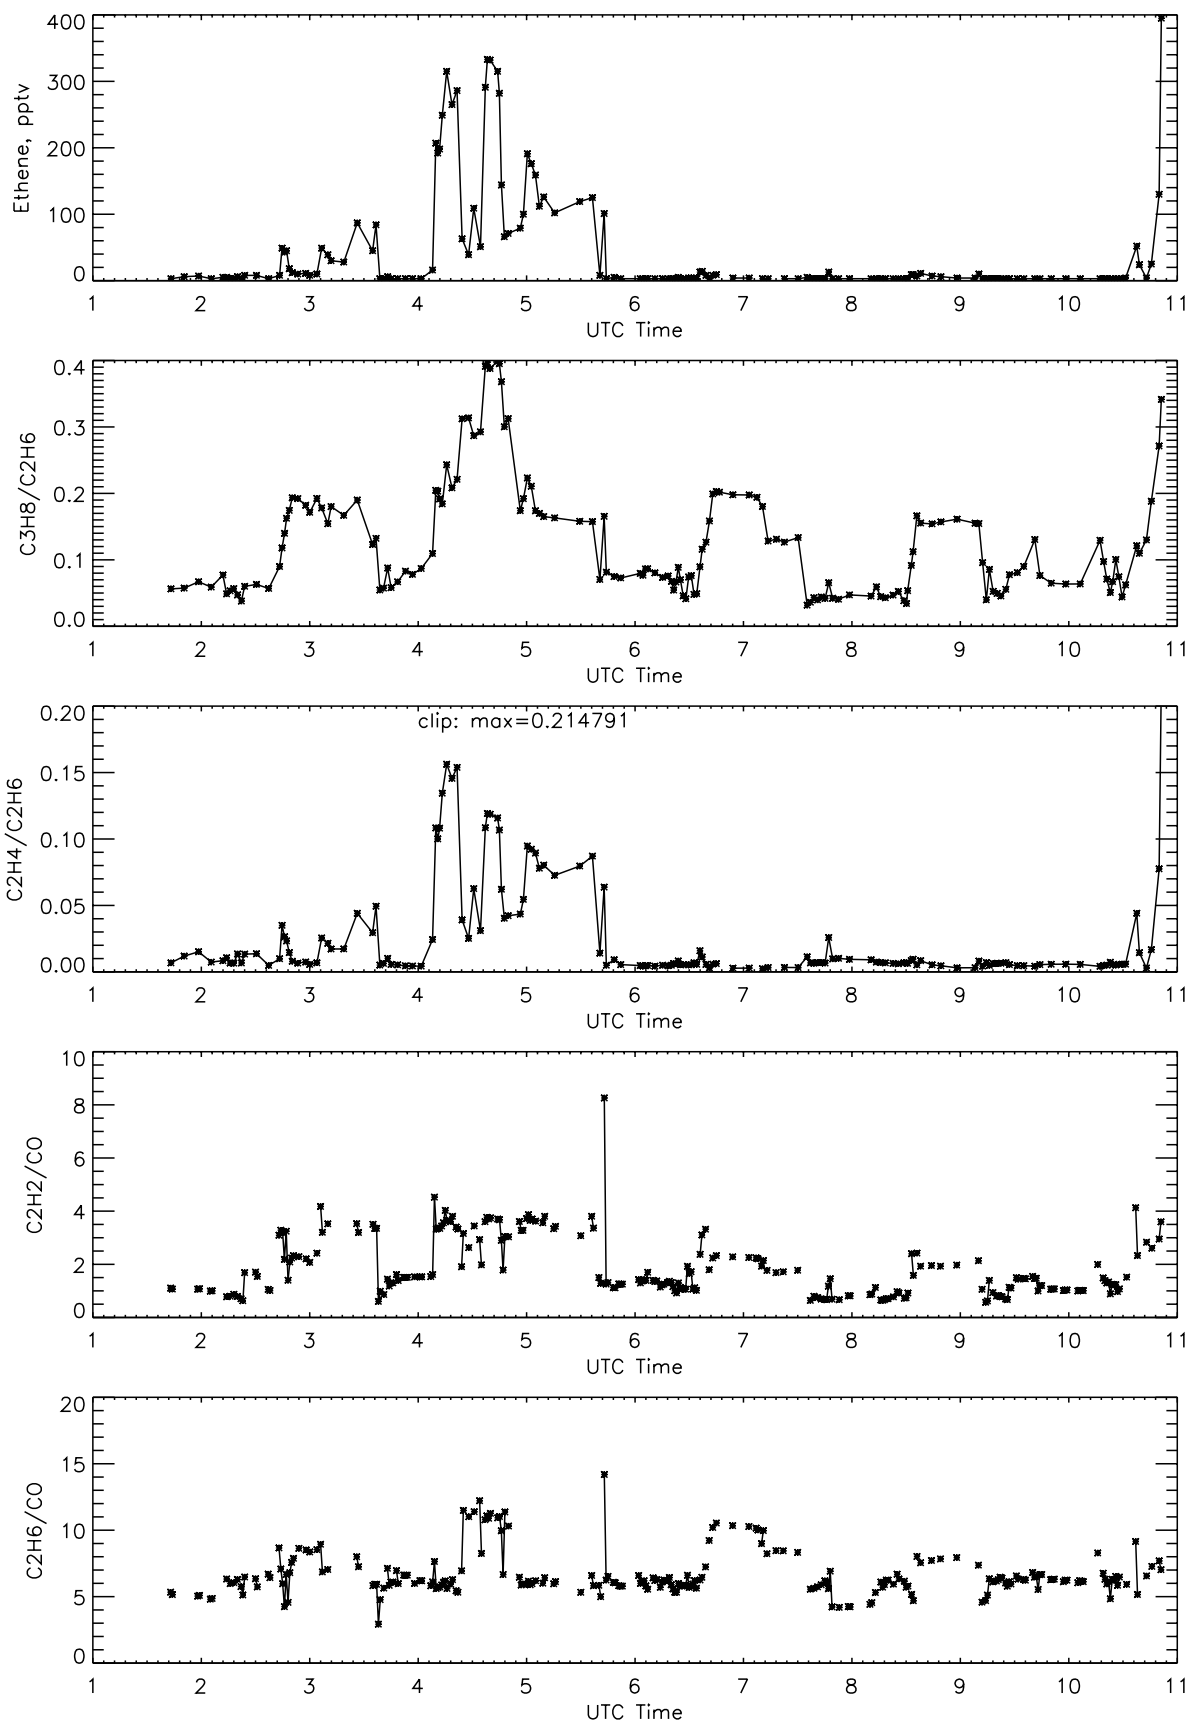 400
300
200
100
0
Ethene, pptv
1 2 3 4 5 6 7 8 9 10 11
UTC Time
0.4
0.3
0.2
0.1
0.0
C3H8/C2H6
1 2 3 4 5 6 7 8 9 10 11
UTC Time
clip: max=0.214791
0.20
0.15
0.10
0.05
0.00
C2H4/C2H6
1 2 3 4 5 6 7 8 9 10 11
UTC Time
10
8
6
4
2
0
C2H2/CO
1 2 3 4 5 6 7 8 9 10 11
UTC Time
20
15
10
5
0
C2H6/CO
1 2 3 4 5 6 7 8 9 10 11
UTC Time